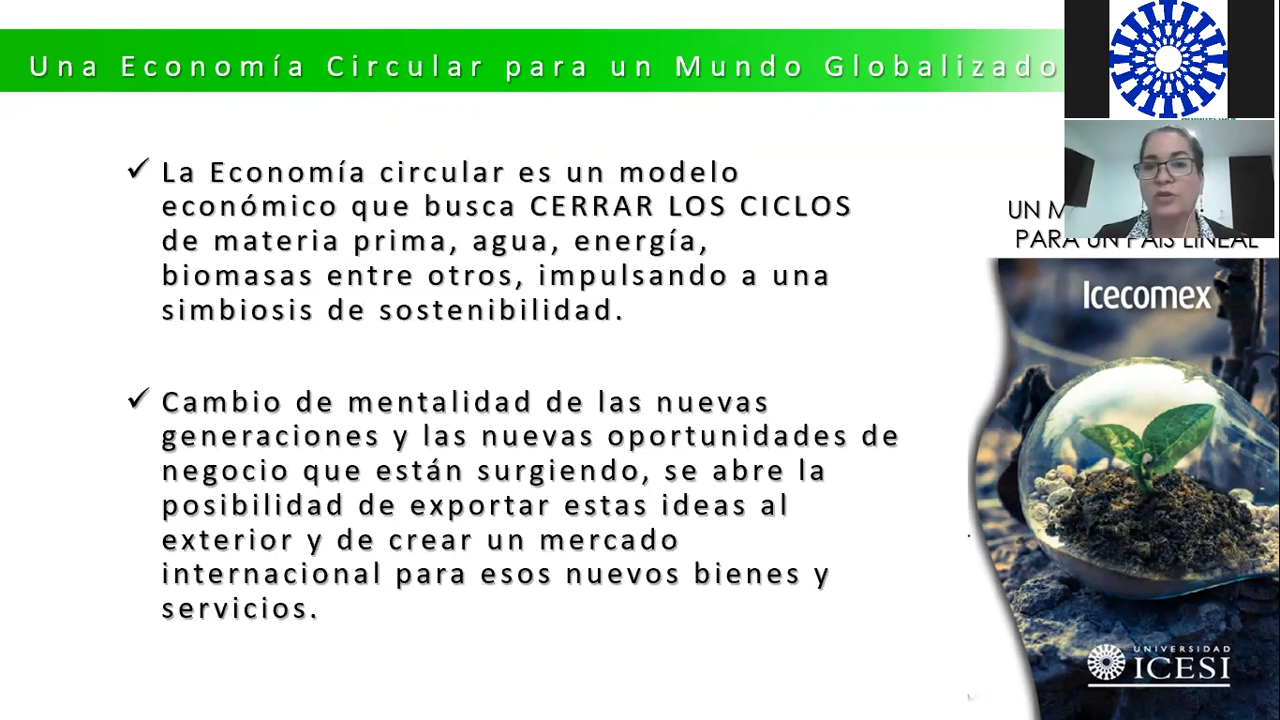 Una Economía Circular para un Mundo Globalizado
✓ La Economía circular es un modelo
económico que busca CERRAR LOS CICLOS
de materia prima, agua, energía,
biomasas entre otros, impulsando a una
simbiosis de sostenibilidad.
✓ Cambio de mentalidad de las nuevas
generaciones y las nuevas oportunidades de
negocio que están surgiendo, se abre la
posibilidad de exportar estas ideas al
exterior y de crear un mercado
internacional para esos nuevos bienes y
servicios.
UN
PARA UN PAÍS LINEAL
Icecomex
UNIVERSIDAD
ICESI